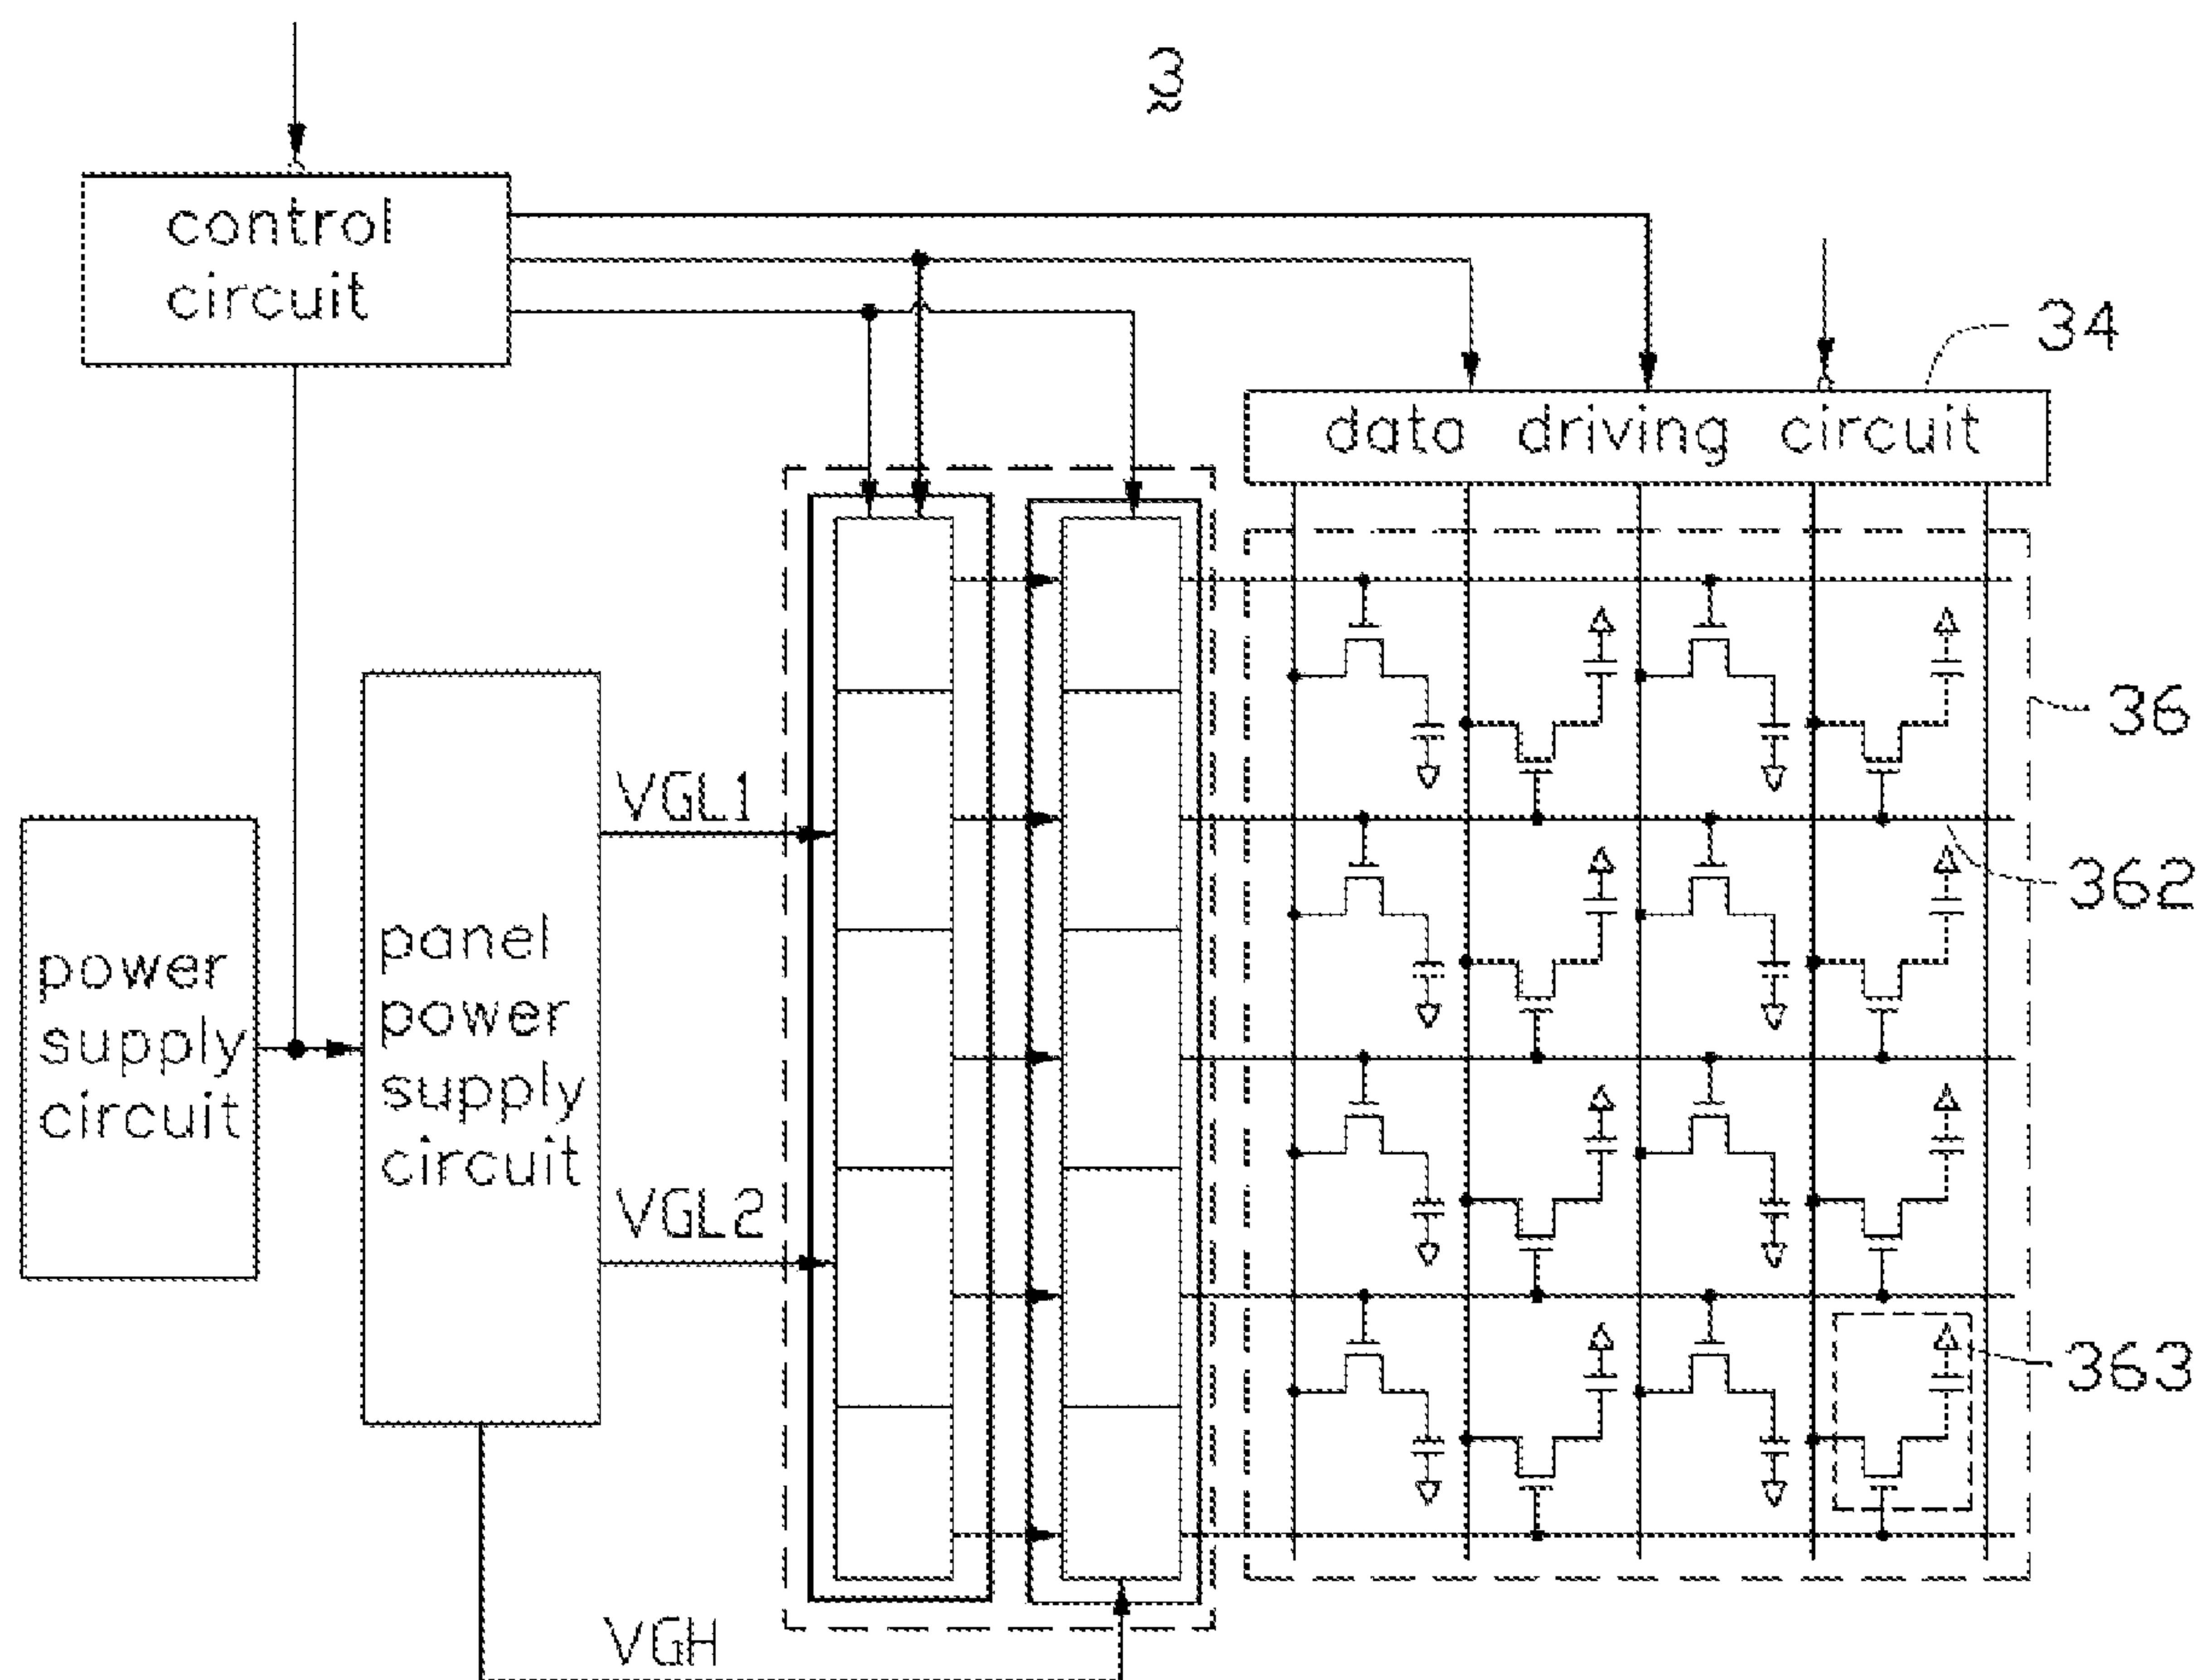 3
control
circuit
34
data driving circuit
36
VGL1
362
panel
power
supply
circuit
power
supply
circuit
VGL2
363
VGH